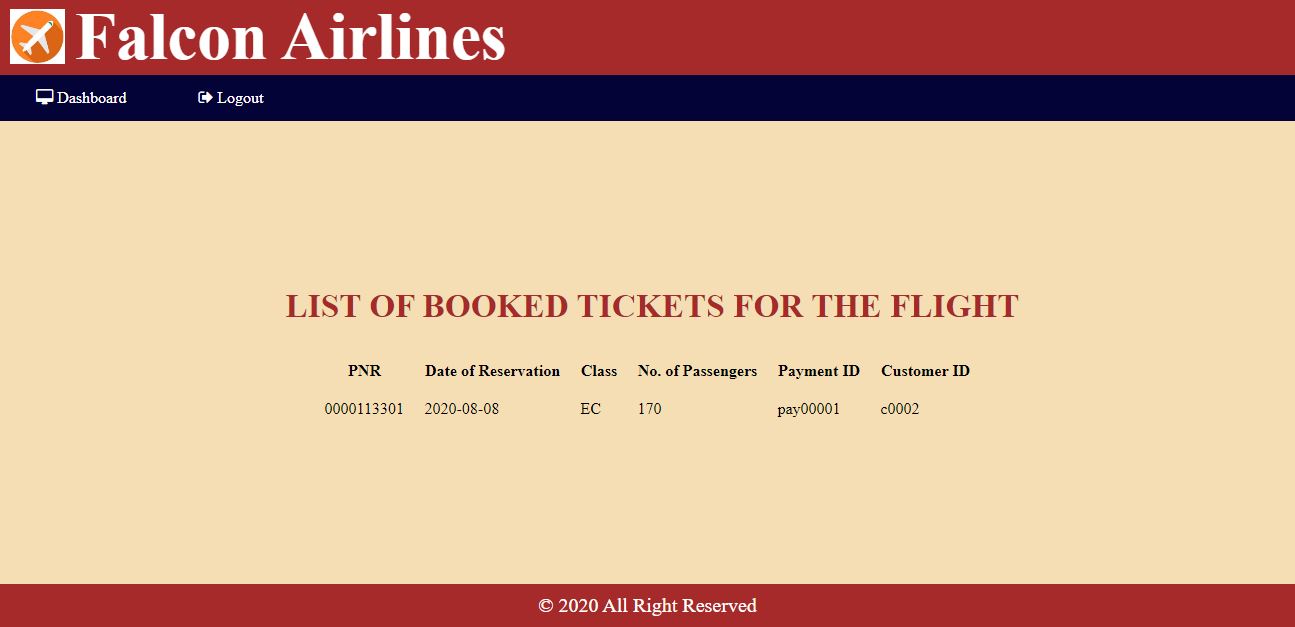 Falcon Airlines
Dashboard Logout
LIST OF BOOKED TICKETS FOR THE FLIGHT
PNR Date of Reservation Class No. of Passengers Payment ID Customer ID
0000113301 2020-08-08 EC 170 pay00001 c0002
© 2020 All Right Reserved